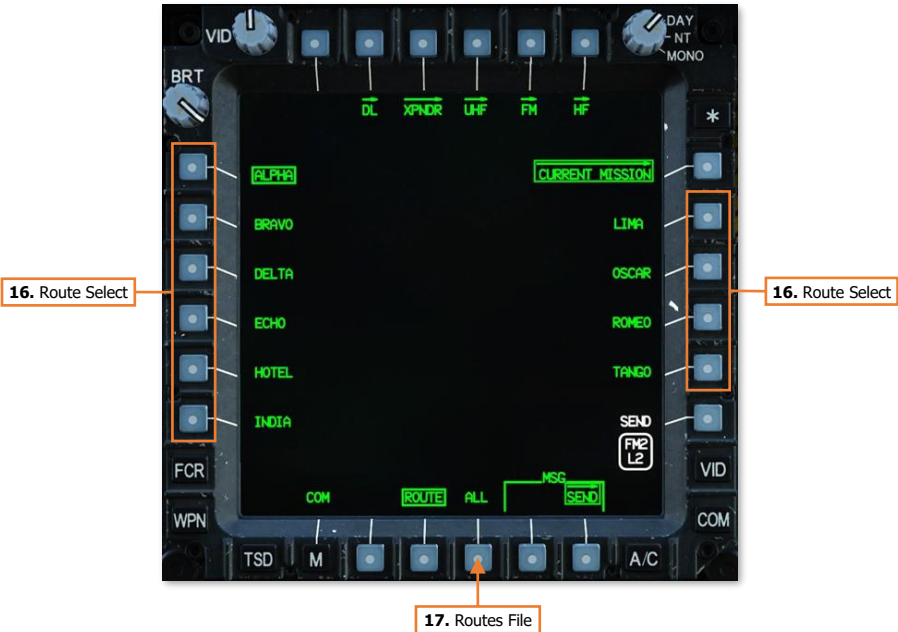 VID
DAY
NT
MONO
BRT
DL XPNDR UHF FM HF
*
ALPHA
CURRENT MISSION
BRAVO
LIMA
DELTA
OSCAR
16. Route Select
16. Route Select
ECHO
ROMEO
HOTEL
TANGO
INDIA
SEND
FM2
L2
FCR
VID
MSG
COM ROUTE ALL SEND
WPN
COM
TSD M A/C
17. Routes File